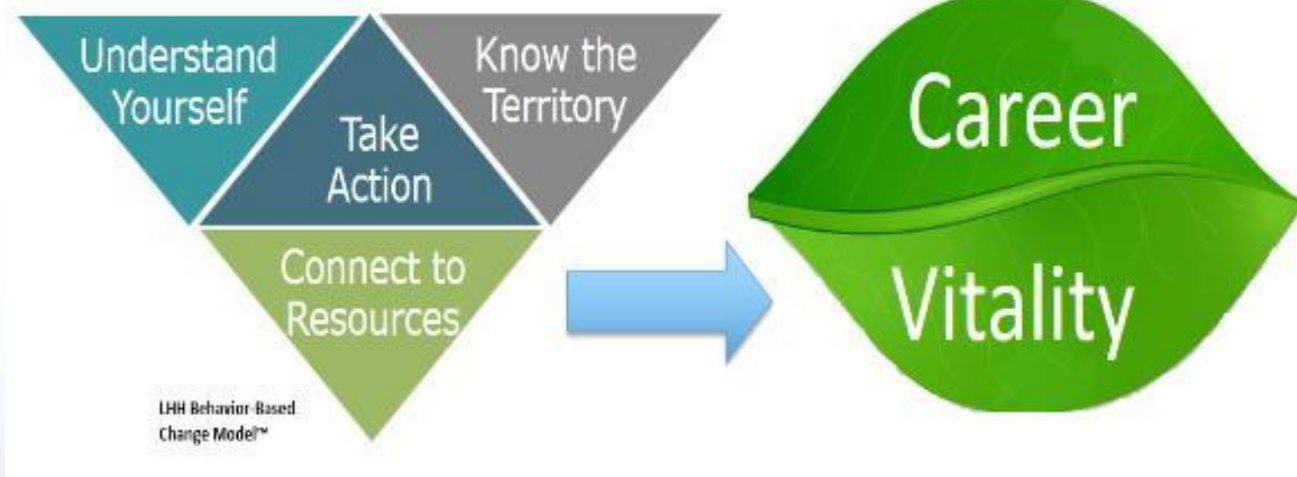 Understand
Yourself
Take
Action
Know the
Territory
Connect to
Resources
LHH Behavior-Based
Change Model™
Career
Vitality